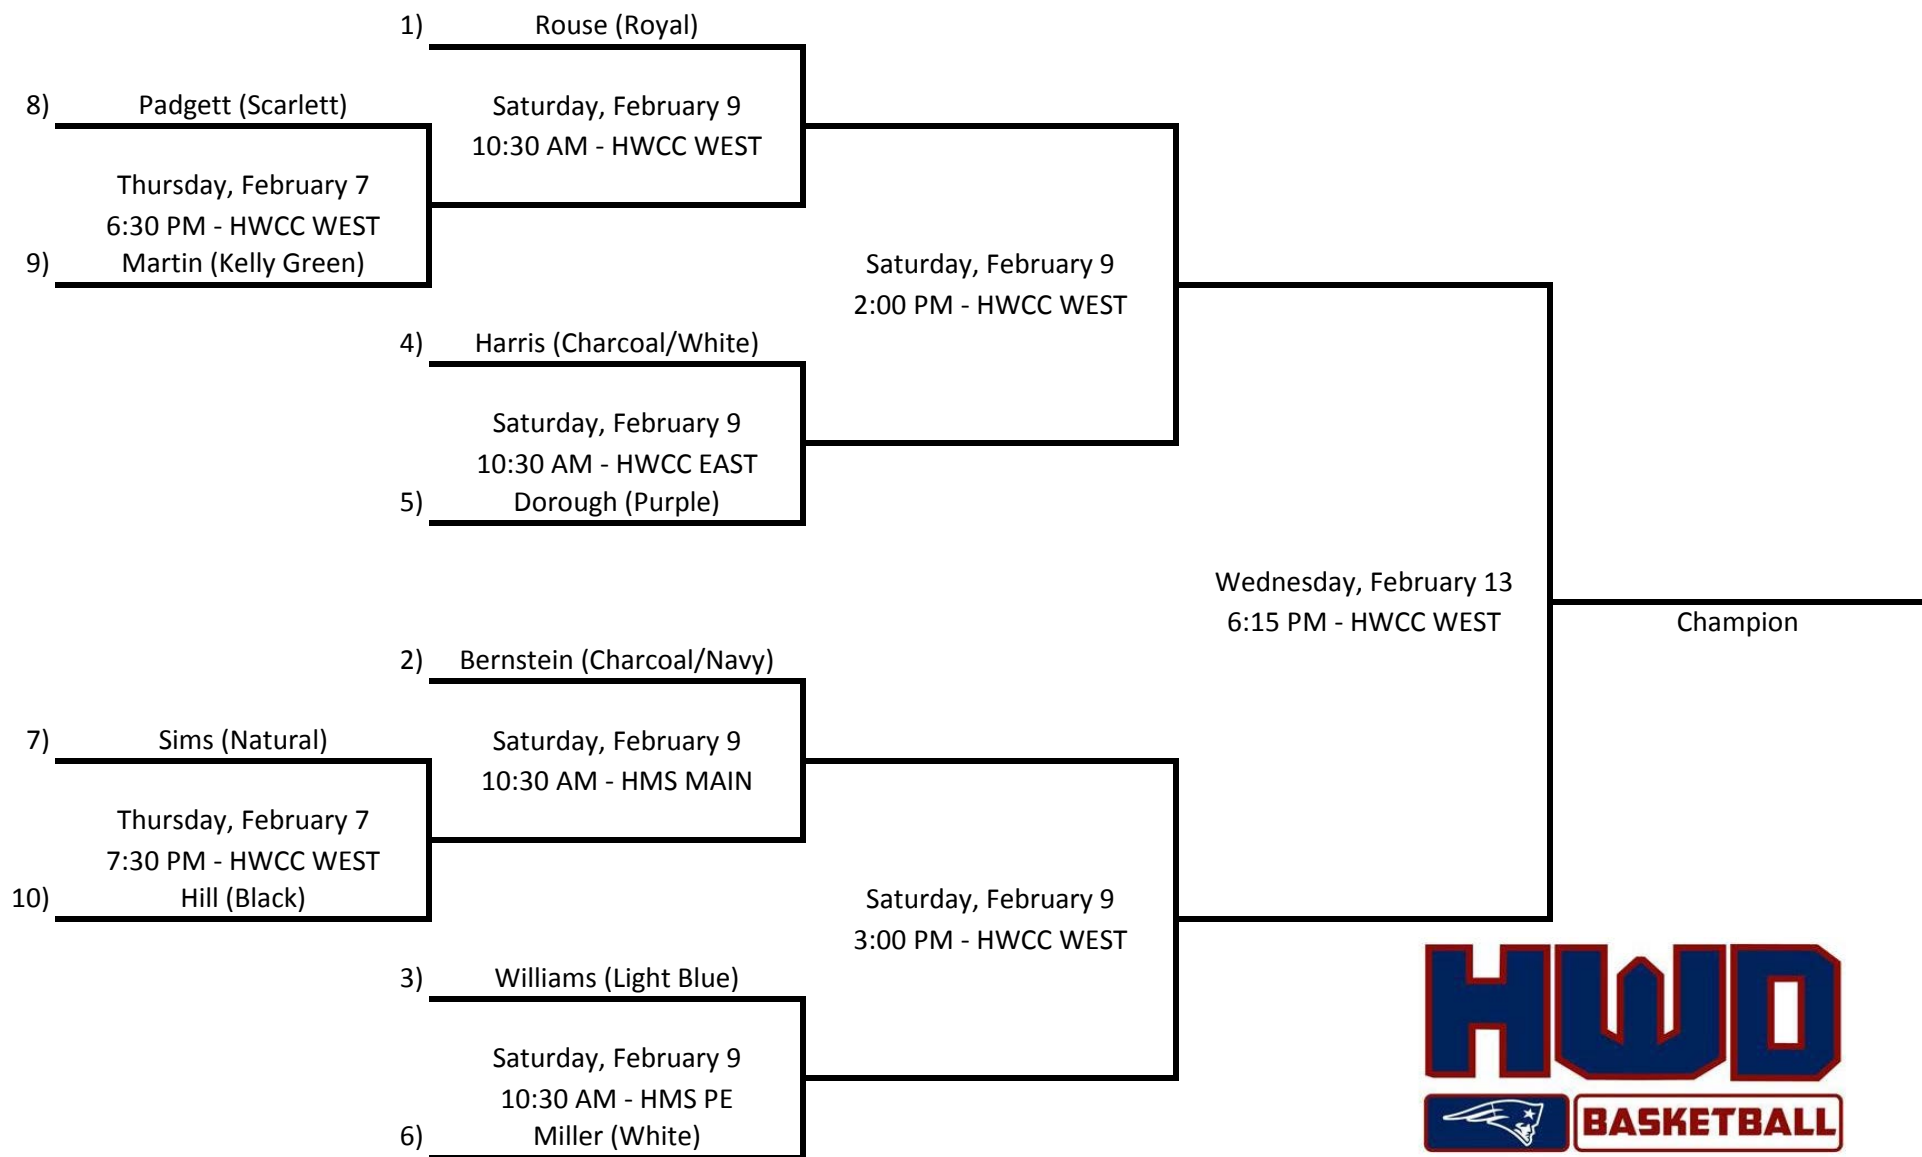 1) Rouse (Royal)
8) Padgett (Scarlett)
Saturday, February 9
10:30 AM - HWCC WEST
Thursday, February 7
6:30 PM - HWCC WEST
9) Martin (Kelly Green)
Saturday, February 9
2:00 PM - HWCC WEST
4) Harris (Charcoal/White)
Saturday, February 9
10:30 AM - HWCC EAST
5) Dorough (Purple)
Wednesday, February 13
6:15 PM - HWCC WEST
Champion
2) Bernstein (Charcoal/Navy)
7) Sims (Natural)
Saturday, February 9
10:30 AM - HMS MAIN
Thursday, February 7
7:30 PM - HWCC WEST
10) Hill (Black)
Saturday, February 9
3:00 PM - HWCC WEST
3) Williams (Light Blue)
Saturday, February 9
10:30 AM - HMS PE
6) Miller (White)
HWD
BASKETBALL